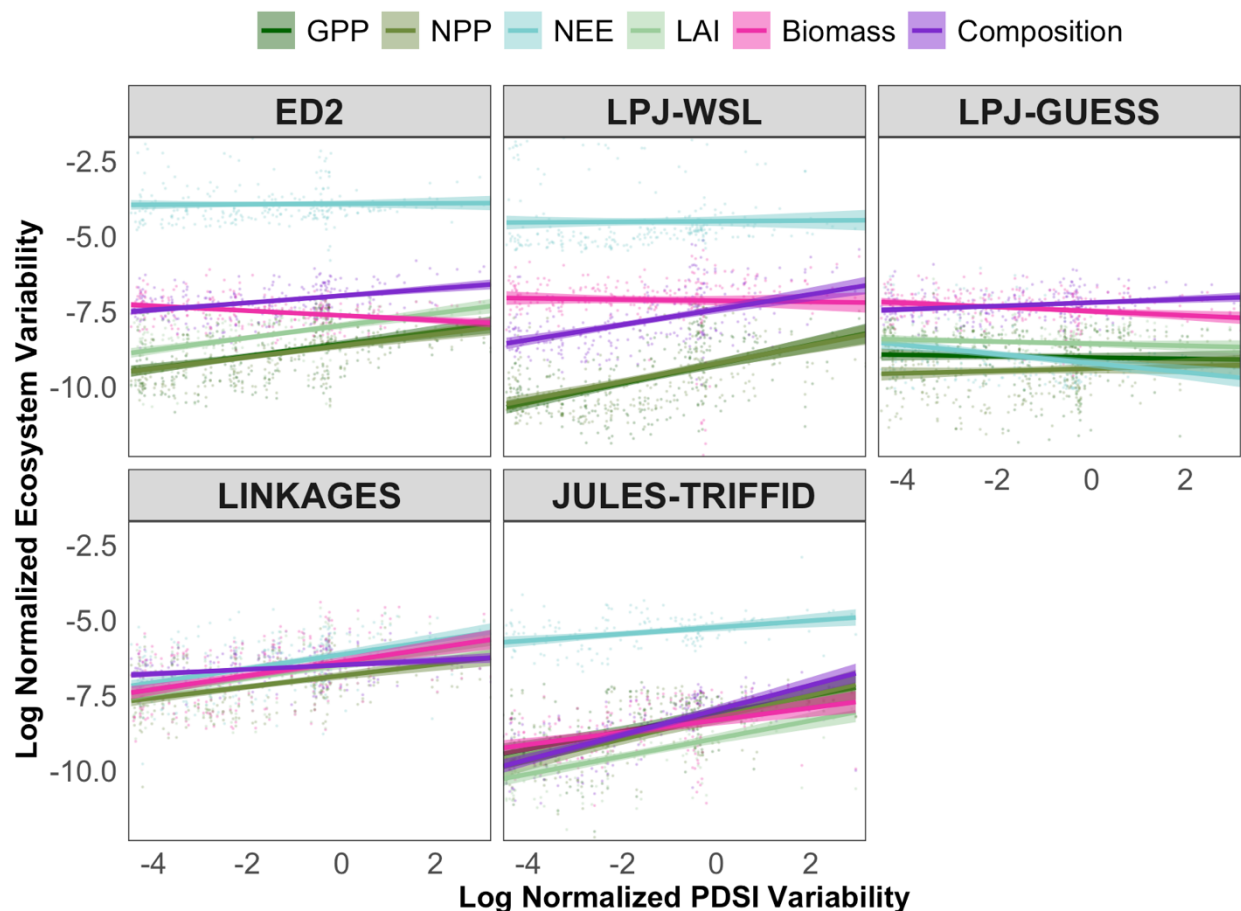 GPP NPP NEE LAI Biomass Composition
ED2 LPJ-WSL LPJ-GUESS
-2.5
-5.0
-7.5
-10.0
-4 -2 0 2
LINKAGES JULES-TRIFFID
-2.5
-5.0
-7.5
-10.0
-4 -2 0 2 -4 -2 0 2
Log Normalized Ecosystem Variability
Log Normalized PDSI Variability